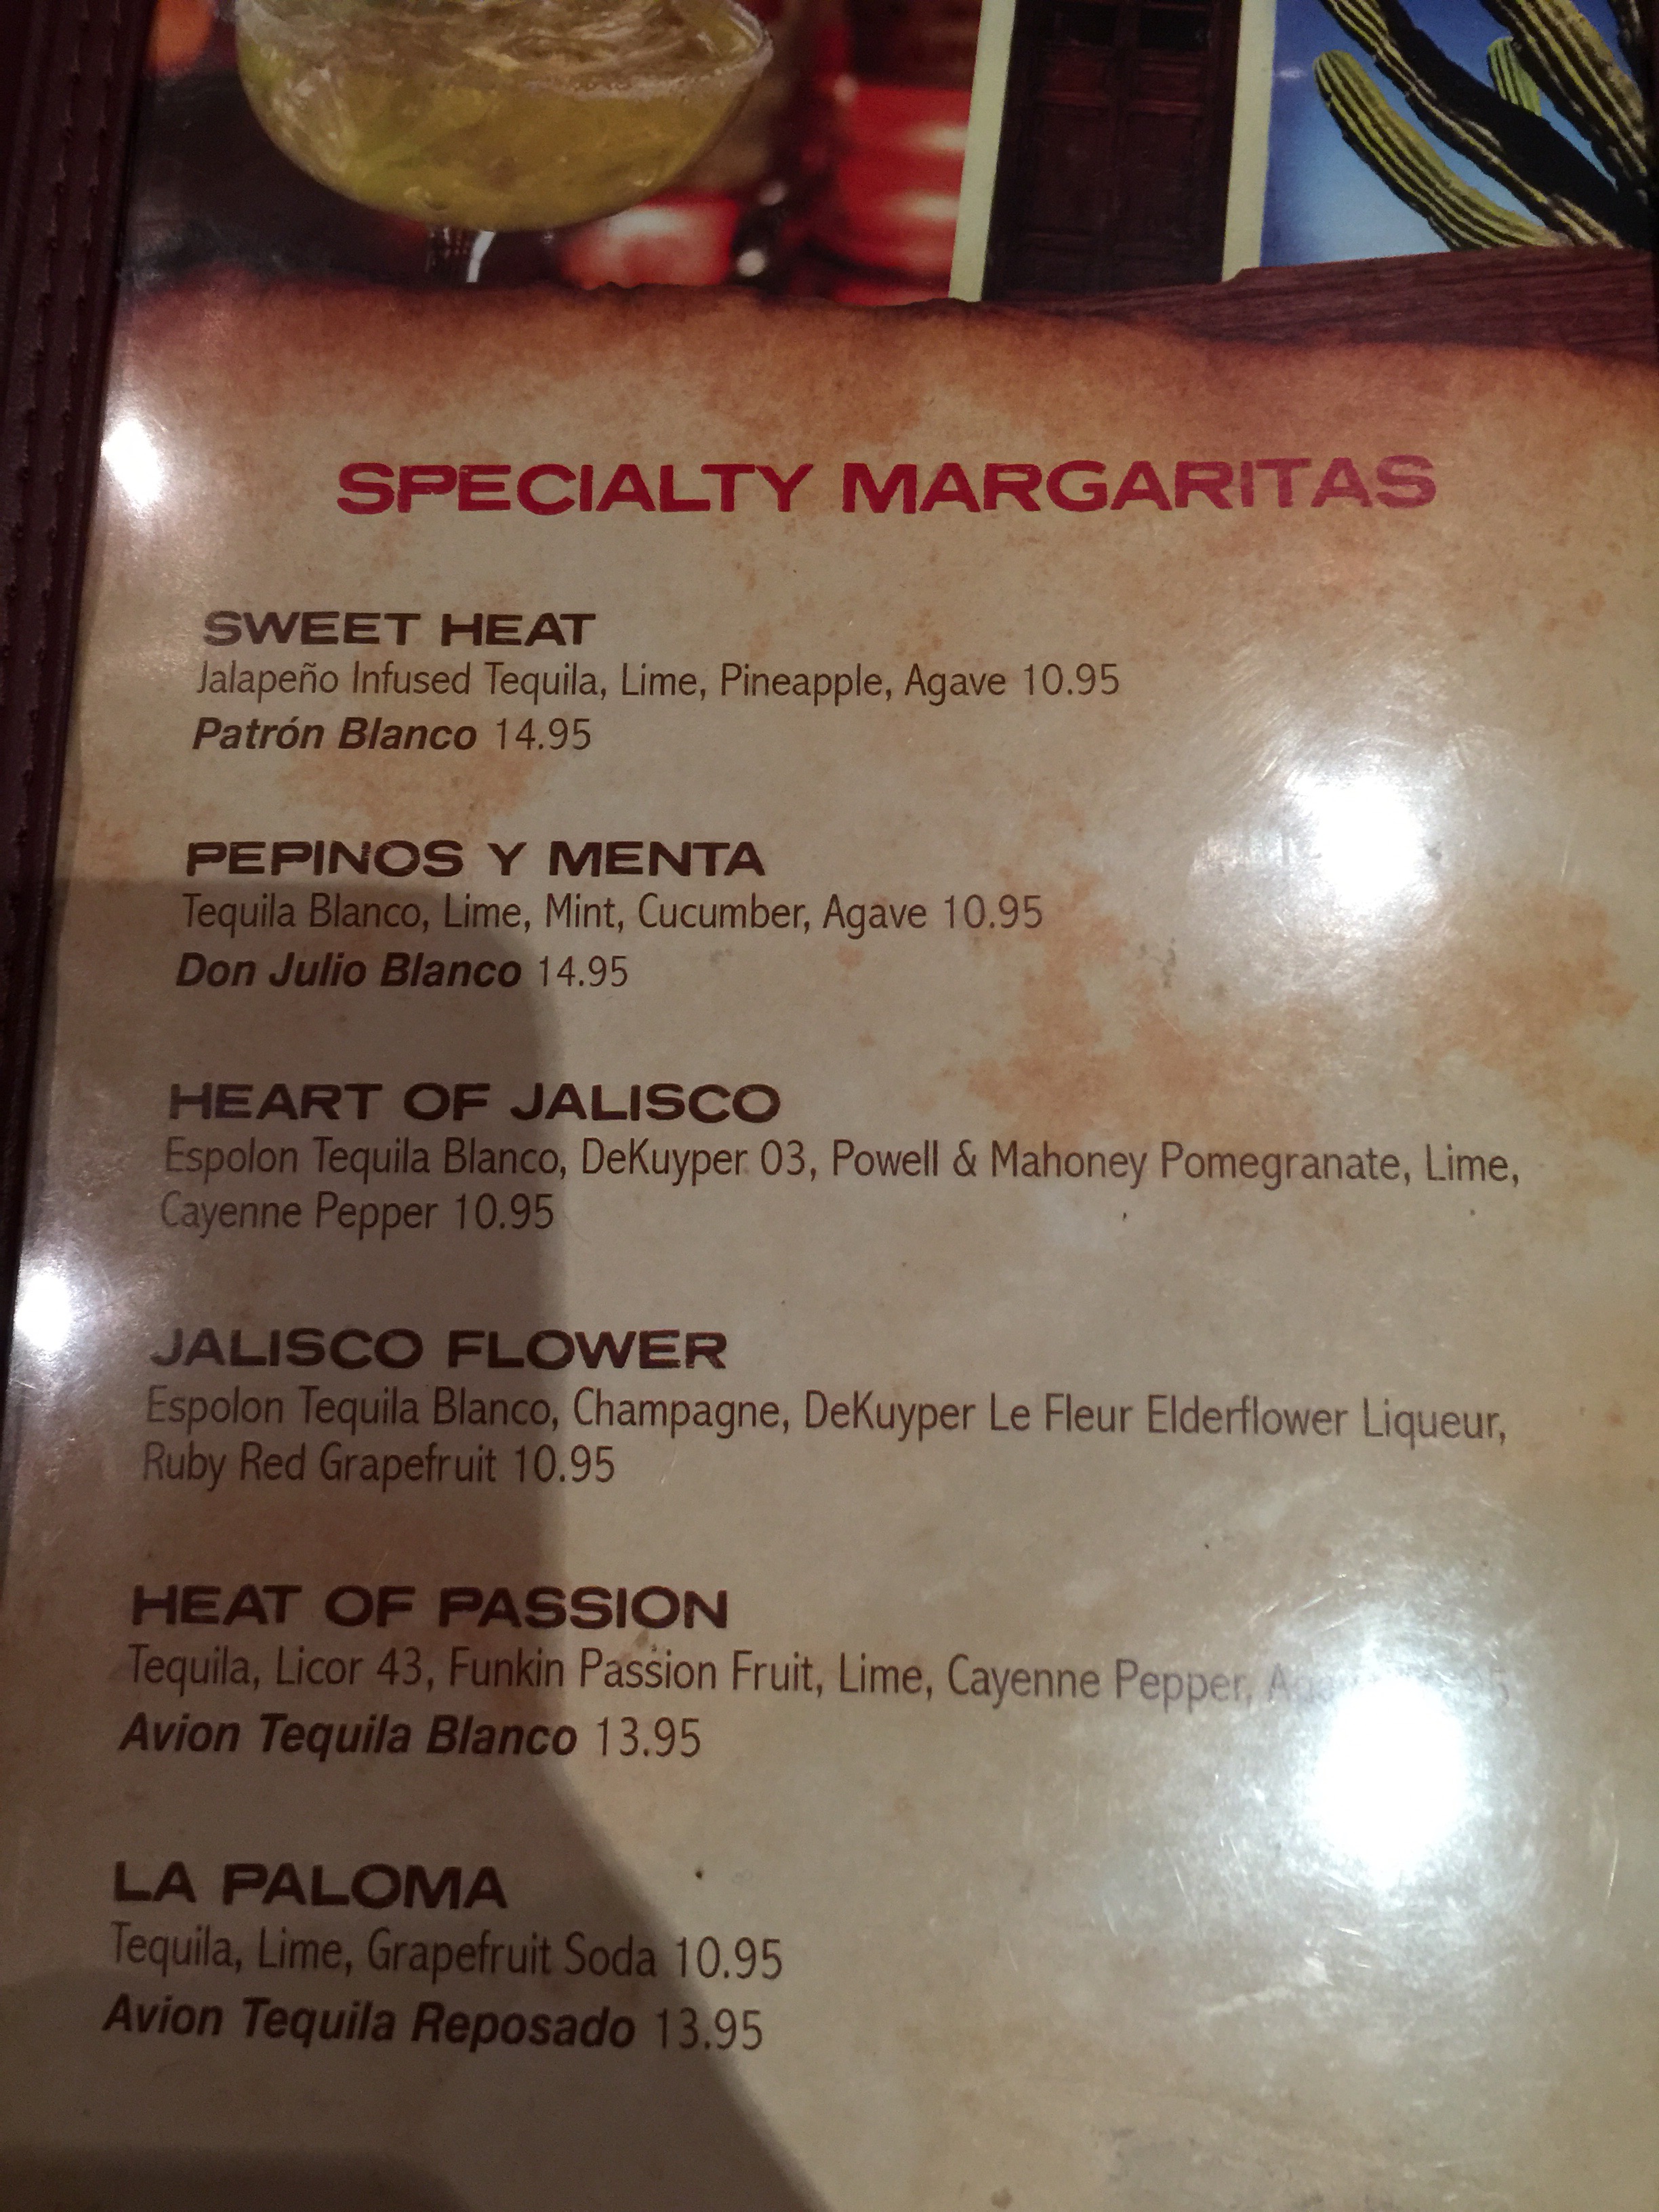 SPECIALTY MARGARITAS
SWEET HEAT
Jalapeño Infused Tequila, Lime, Pineapple, Agave 10.95
Patrón Blanco 14.95
PEPINOS Y MENTA
Tequila Blanco, Lime, Mint, Cucumber, Agave 10.95
Don Julio Blanco 14.95
HEART OF JALISCO
Espolon Tequila Blanco, DeKuyper O3, Powell & Mahoney Pomegranate, Lime,
Cayenne Pepper 10.95
JALISCO FLOWER
Espolon Tequila Blanco, Champagne, DeKuyper Le Fleur Elderflower Liqueur,
Ruby Red Grapefruit 10.95
HEAT OF PASSION
Tequila, Licor 43, Funkin Passion Fruit, Lime, Cayenne Pepper,
Avion Tequila Blanco 13.95
LA PALOMA
Tequila, Lime, Grapefruit Soda 10.95
Avion Tequila Reposado 13.95